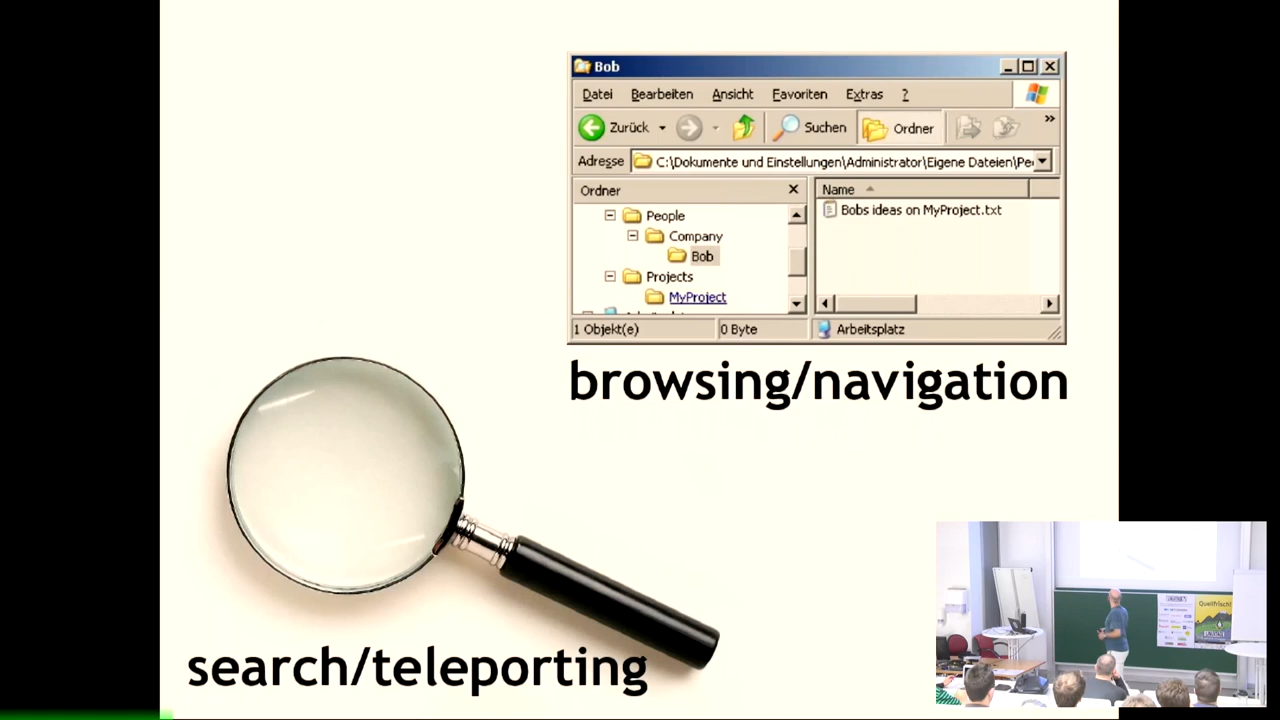 Bob
Datei Bearbeiten Ansicht Favoriten Extras ?
Zurück Suchen Ordner »
Adresse C:\Dokumente und Einstellungen\Administrator\Eigene Dateien\Pe
Ordner
Name
People
Bobs ideas on MyProject.txt
Company
Bob
Projects
MyProject
1 Objekt(e) 0 Byte Arbeitsplatz
browsing/navigation
search/teleporting
Quellfrisch!